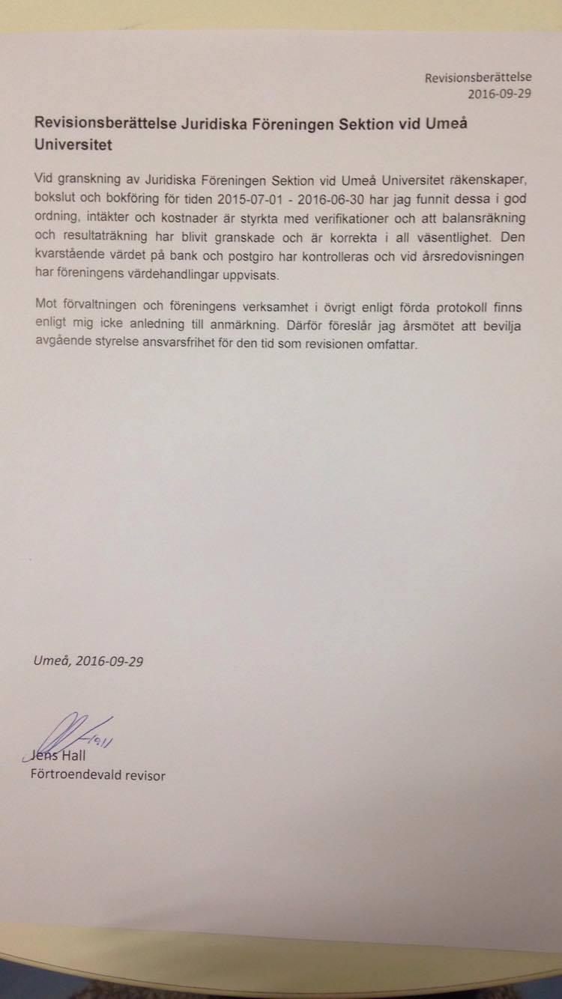 Revisionsberättelse
2016-09-29
Revisionsberättelse Juridiska Föreningen Sektion vid Umeå
Universitet
Vid granskning av Juridiska Föreningen Sektion vid Umeå Universitet räkenskaper,
bokslut och bokföring för tiden 2015-07-01 - 2016-06-30 har jag funnit dessa i god
ordning, intäkter och kostnader är styrkta med verifikationer och att balansräkning
och resultaträkning har blivit granskade och är korrekta i all väsentlighet. Den
kvarstående värdet på bank och postgiro har kontrolleras och vid årsredovisningen
har föreningens värdehandlingar uppvisats.
Mot förvaltningen och föreningens verksamhet i övrigt enligt förda protokoll finns
enligt mig icke anledning till anmärkning. Därför föreslår jag årsmötet att bevilja
avgående styrelse ansvarsfrihet för den tid som revisionen omfattar.
Umeå, 2016-09-29
Hall
Jens Hall
Förtroendevald revisor